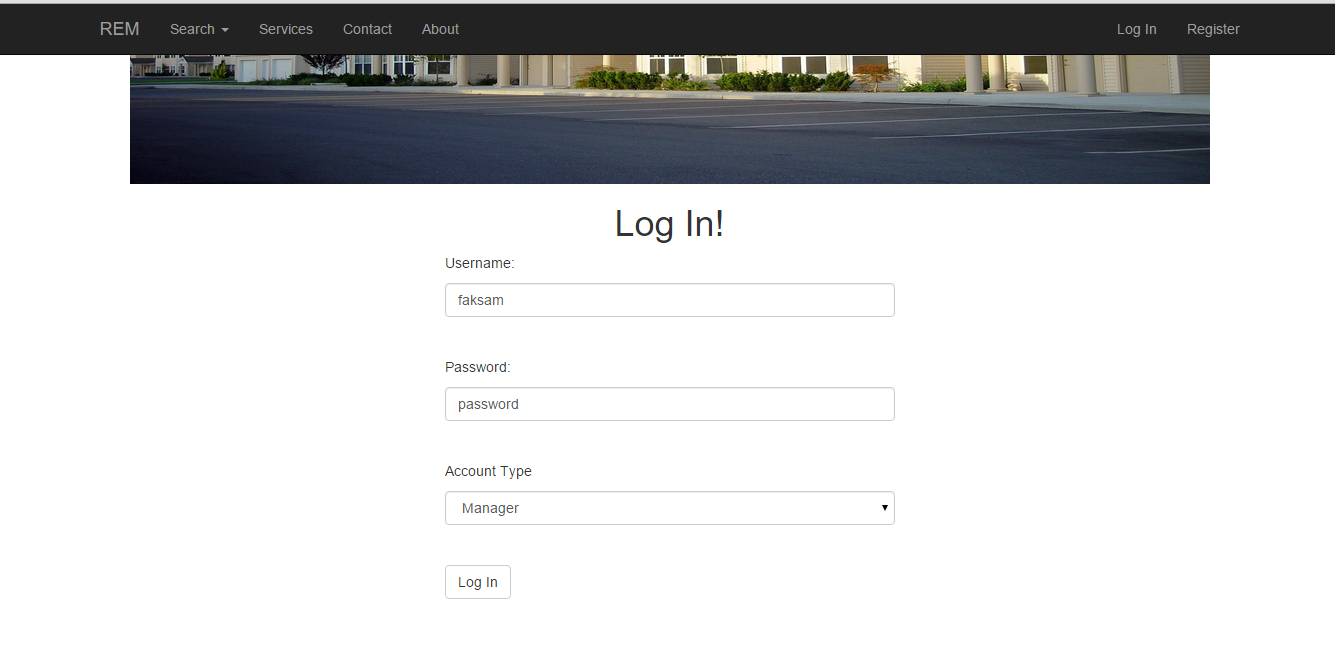 REM Search Services Contact About Log In Register
Log In!
Username:
faksam
Password:
password
Account Type
Manager
Log In